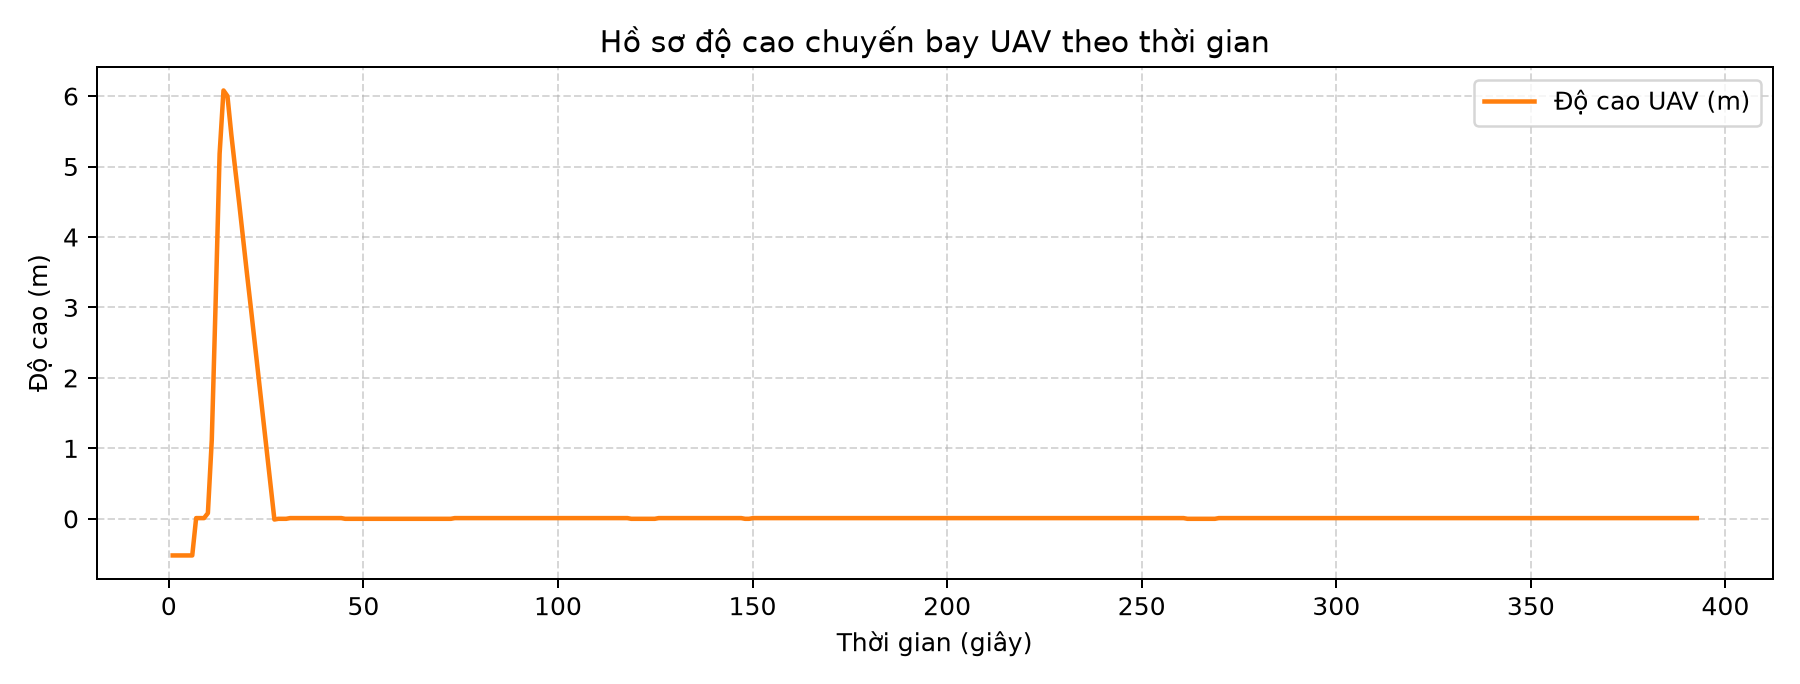 Hồ sơ độ cao chuyến bay UAV theo thời gian
Độ cao UAV (m)
Độ cao (m)
6
5
4
3
2
1
0
0 50 100 150 200 250 300 350 400
Thời gian (giây)